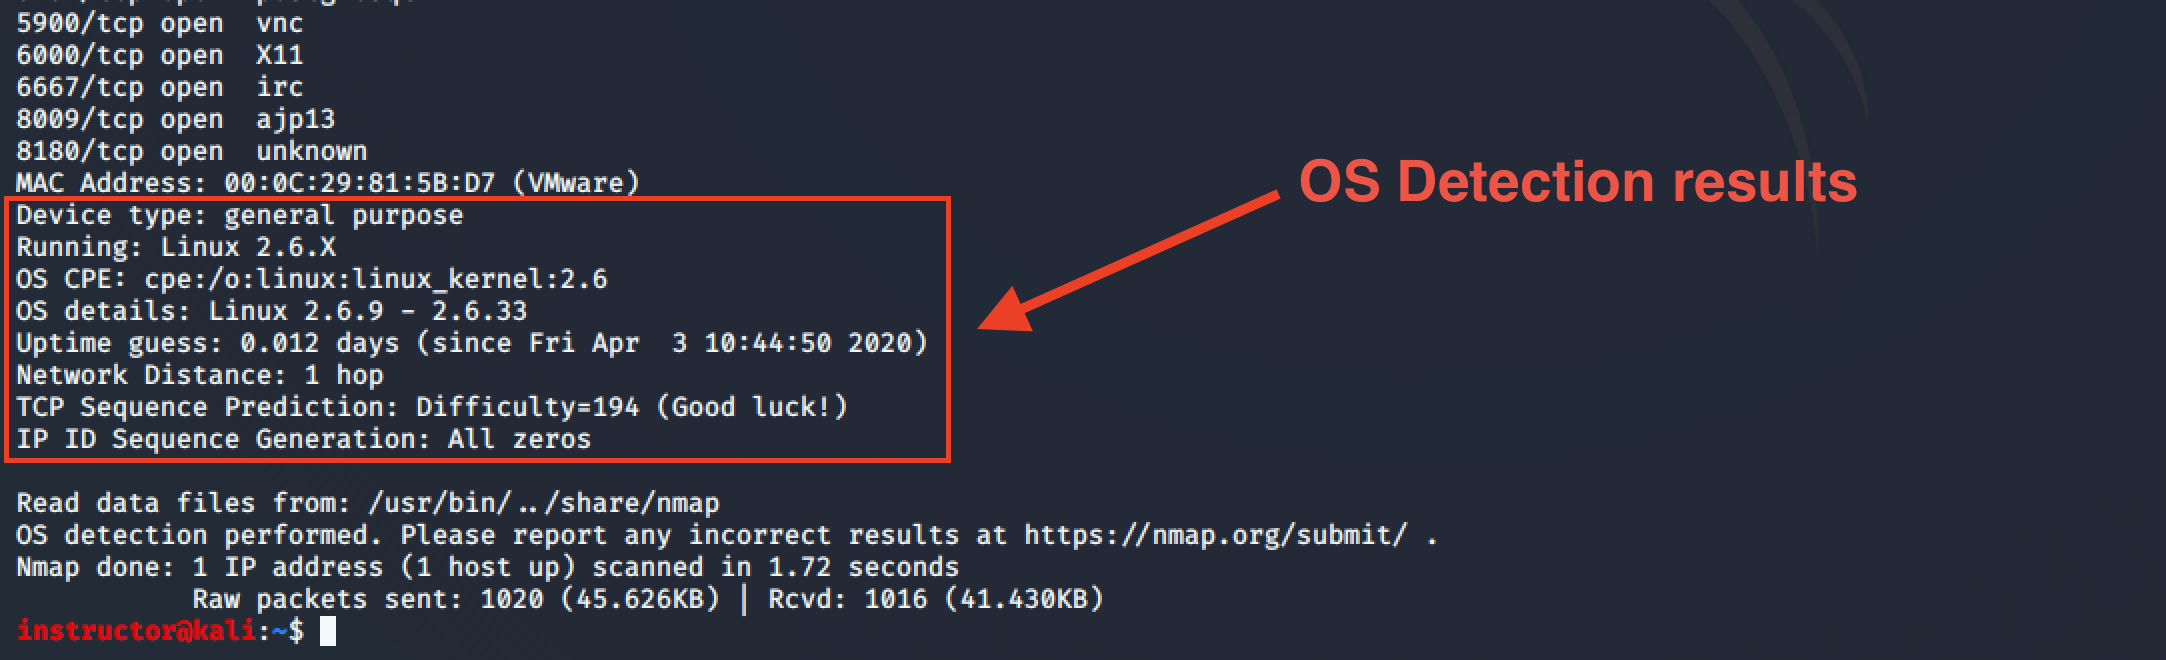 5900/tcp open  vnc
6000/tcp open  X11
6667/tcp open  irc
8009/tcp open  ajp13
8180/tcp open  unknown
MAC Address: 00:0C:29:81:5B:D7 (VMware)
Device type: general purpose
Running: Linux 2.6.X
OS CPE: cpe:/o:linux:linux_kernel:2.6
OS details: Linux 2.6.9 - 2.6.33
Uptime guess: 0.012 days (since Fri Apr  3 10:44:50 2020)
Network Distance: 1 hop
TCP Sequence Prediction: Difficulty=194 (Good luck!)
IP ID Sequence Generation: All zeros
OS Detection results
Read data files from: /usr/bin/../share/nmap
OS detection performed. Please report any incorrect results at https://nmap.org/submit/ .
Nmap done: 1 IP address (1 host up) scanned in 1.72 seconds
Raw packets sent: 1020 (45.626KB) | Rcvd: 1016 (41.430KB)
instructor@kali:~$